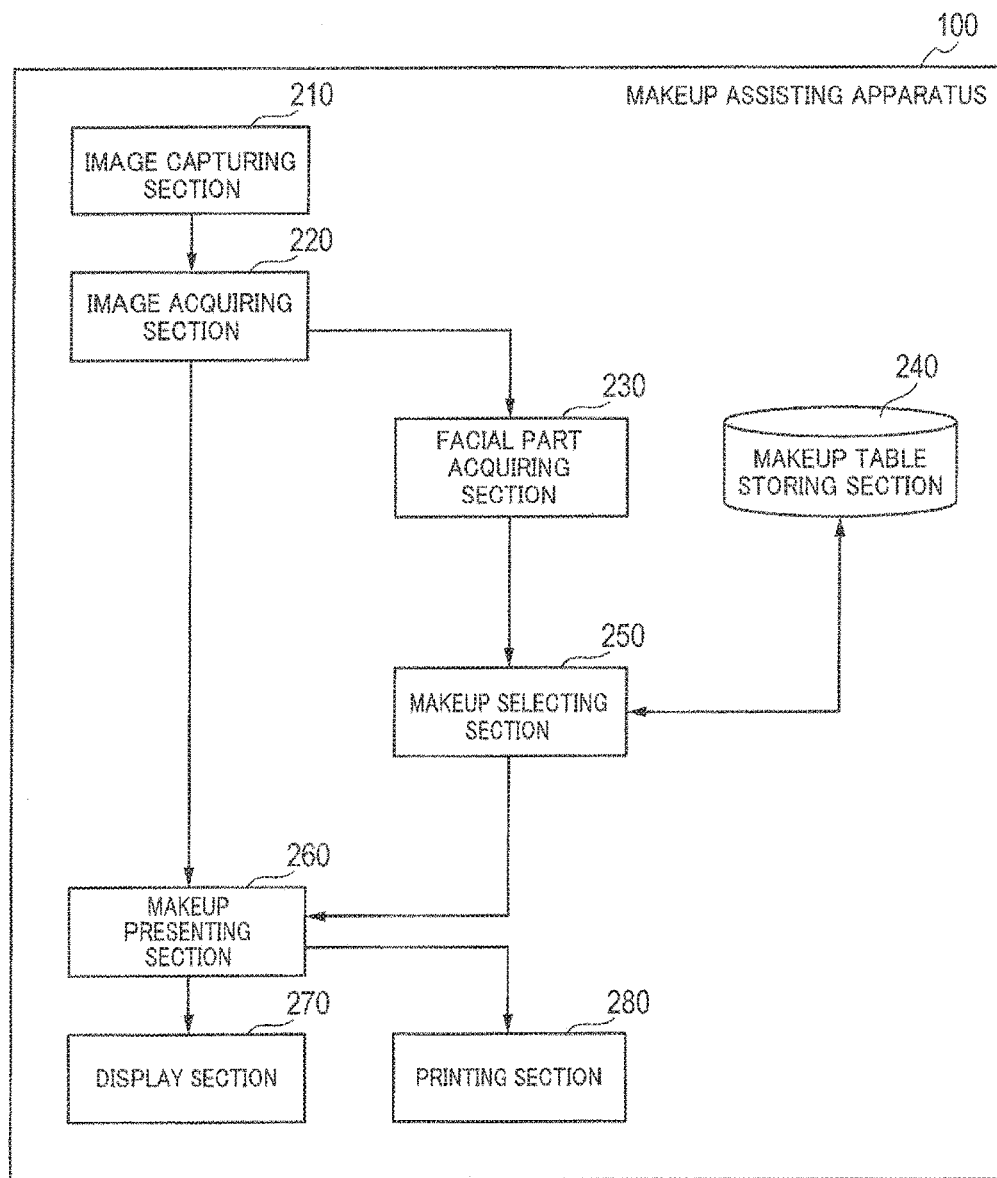 100
MAKEUP ASSISTING APPARATUS
210
IMAGE CAPTURING
SECTION
220
IMAGE ACQUIRING
SECTION
230
FACIAL PART
ACQUIRING
SECTION
240
MAKEUP TABLE
STORING SECTION
250
MAKEUP SELECTING
SECTION
260
MAKEUP
PRESENTING
SECTION
270
DISPLAY SECTION
280
PRINTING SECTION